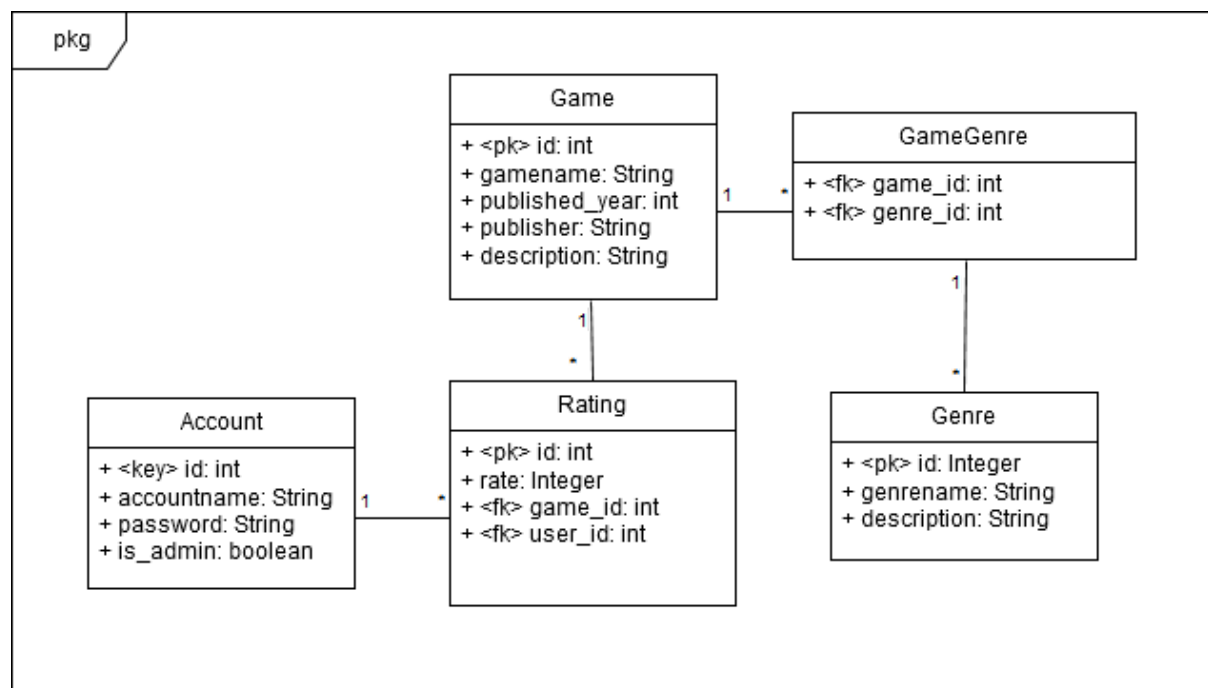 pkg
Game
+ <pk> id: int
+ gamename: String
+ published_year: int
+ publisher: String
+ description: String
GameGenre
+ <fk> game_id: int
+ <fk> genre_id: int
1
*
1
*
1
*
Account
+ <key> id: int
+ accountname: String
+ password: String
+ is_admin: boolean
1
*
Rating
+ <pk> id: int
+ rate: Integer
+ <fk> game_id: int
+ <fk> user_id: int
Genre
+ <pk> id: Integer
+ genrename: String
+ description: String